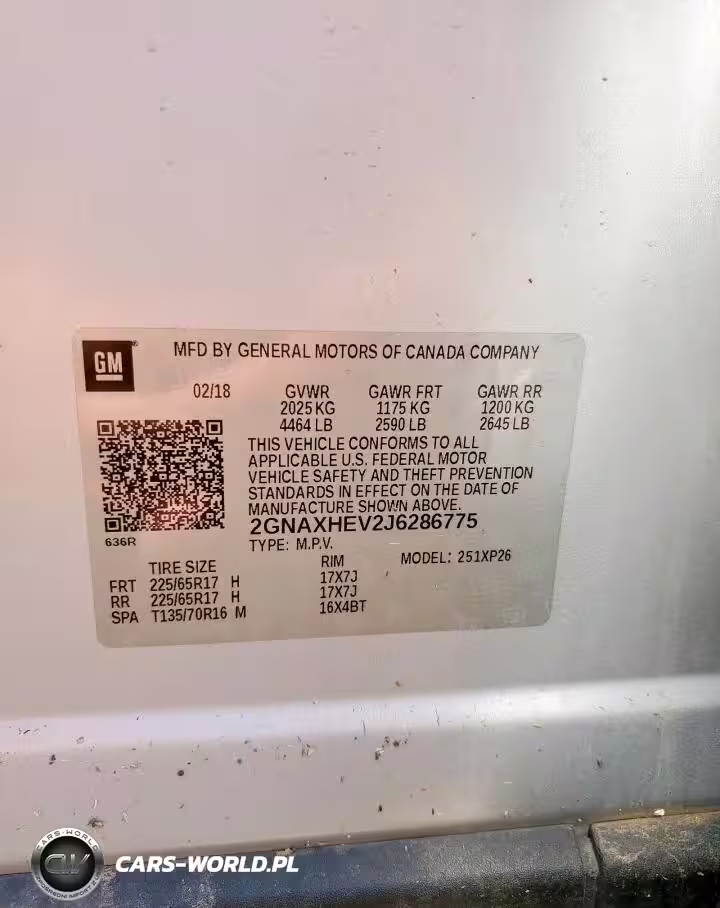 GM
MFD BY GENERAL MOTORS OF CANADA COMPANY
02/18 GVWR GAWR FRT GAWR RR
2025 KG 1175 KG 1200 KG
4464 LB 2590 LB 2645 LB
THIS VEHICLE CONFORMS TO ALL
APPLICABLE U.S. FEDERAL MOTOR
VEHICLE SAFETY AND THEFT PREVENTION
STANDARDS IN EFFECT ON THE DATE OF
MANUFACTURE SHOWN ABOVE.
2GNAXHEV2J6286775
636R
TYPE: M.P.V. MODEL: 251XP26
TIRE SIZE RIM
FRT 225/65R17 H 17X7J
RR 225/65R17 H 17X7J
SPA T135/70R16 M 16X4BT
CARS-WORLD
CARS-WORLD.PL